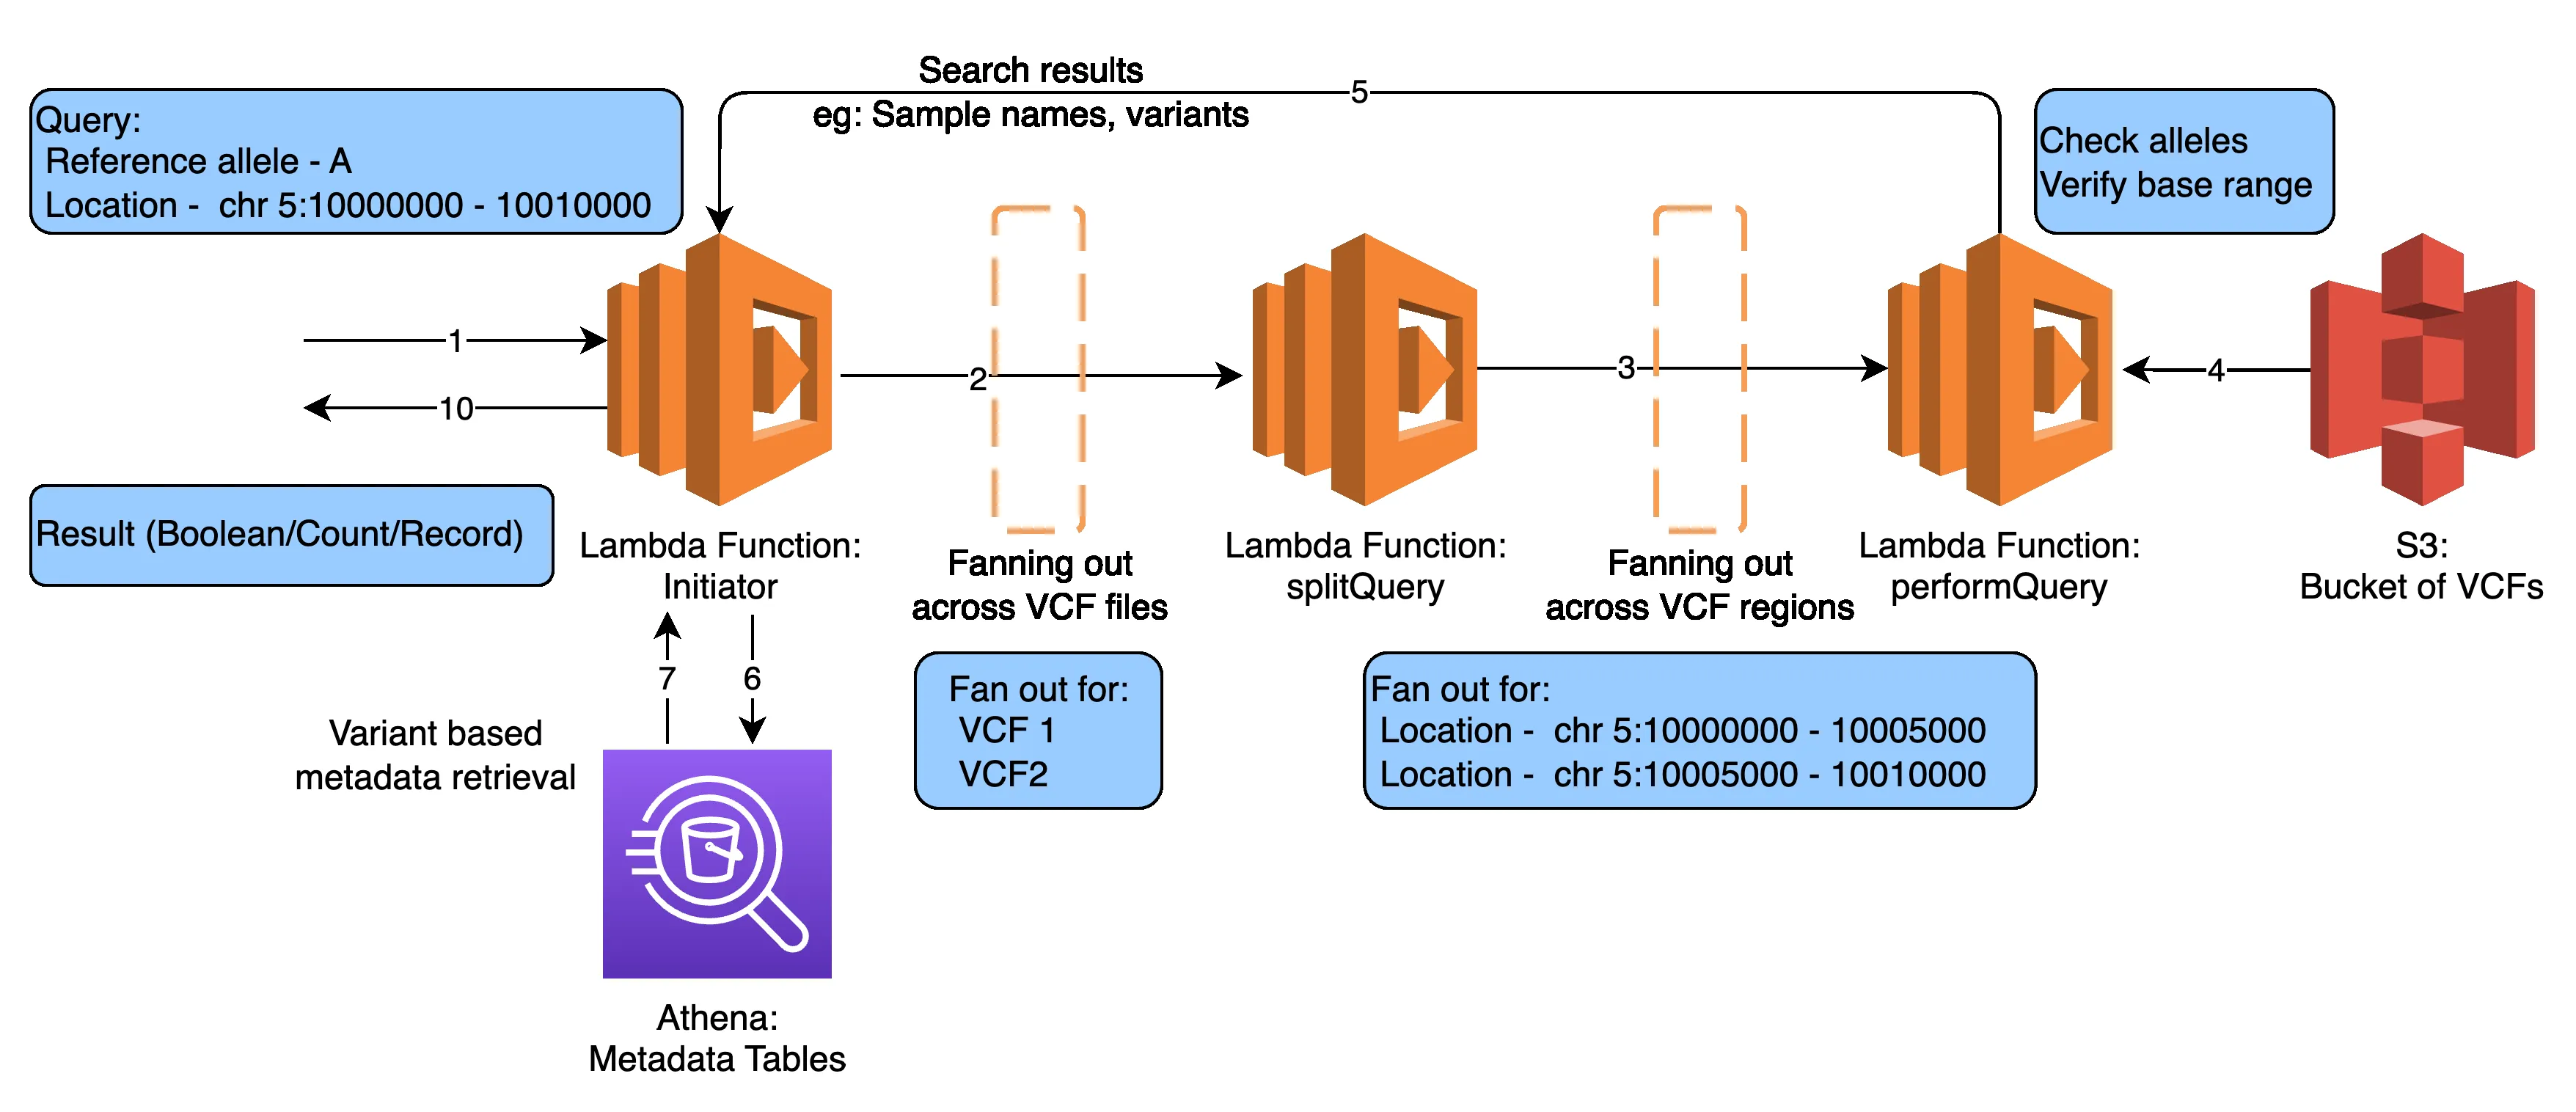 Search results
eg: Sample names, variants
5
Query:
Reference allele - A
Location - chr 5:10000000 - 10010000
Check alleles
Verify base range
1
10
2
3
4
Result (Boolean/Count/Record)
Lambda Function:
Initiator
Fanning out
across VCF files
Lambda Function:
splitQuery
Fanning out
across VCF regions
Lambda Function:
performQuery
S3:
Bucket of VCFs
7
6
Variant based
metadata retrieval
Fan out for:
VCF 1
VCF2
Fan out for:
Location - chr 5:10000000 - 10005000
Location - chr 5:10005000 - 10010000
Athena:
Metadata Tables